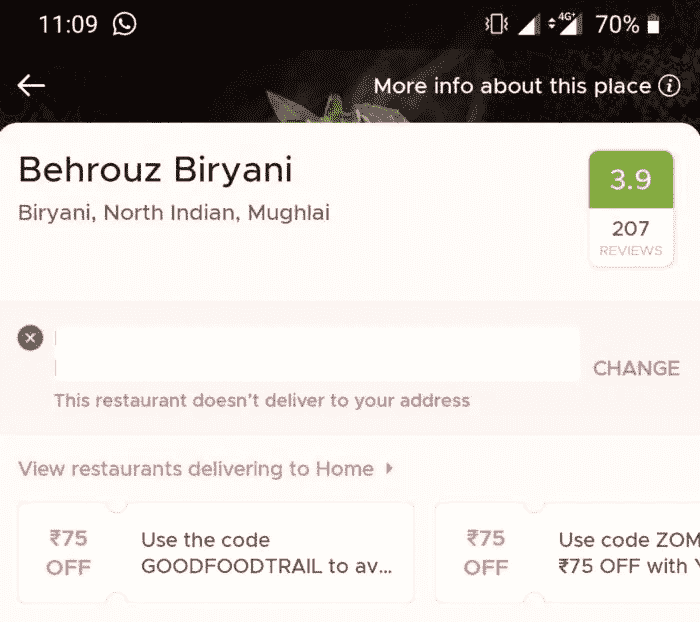 11:09
4G+
70%
More info about this place
Behrouz Biryani
3.9
Biryani, North Indian, Mughlai
207
REVIEWS
CHANGE
This restaurant doesn't deliver to your address
View restaurants delivering to Home
₹75
OFF
Use the code
GOODFOODTRAIL to av...
₹75
OFF
Use code ZOM
₹75 OFF with